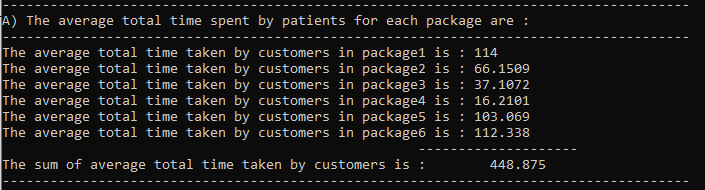 A) The average total time spent by patients for each package are :
The average total time taken by customers in package1 is : 114
The average total time taken by customers in package2 is : 66.1509
The average total time taken by customers in package3 is : 37.1072
The average total time taken by customers in package4 is : 16.2101
The average total time taken by customers in package5 is : 103.069
The average total time taken by customers in package6 is : 112.338
The sum of average total time taken by customers is : 448.875